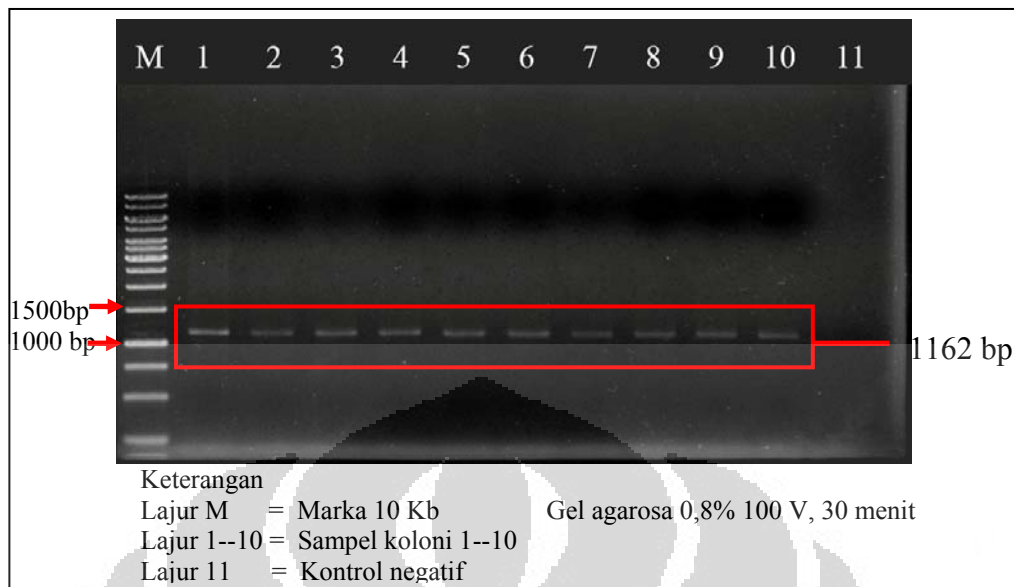 M 1 2 3 4 5 6 7 8 9 10 11
1500bp
1000 bp
1162 bp
Keterangan
Lajur M = Marka 10 Kb Gel agarosa 0,8% 100 V, 30 menit
Lajur 1--10 = Sampel koloni 1--10
Lajur 11 = Kontrol negatif